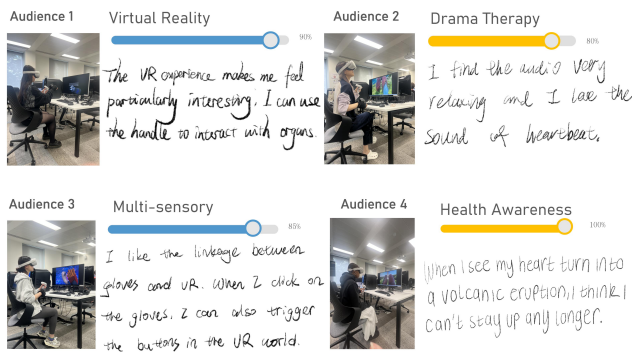 Audience 1
Virtual Reality
90%
The VR experience makes me feel
particularly interesting. I can use
the handle to interact with organs.
Audience 2
Drama Therapy
80%
I find the audio very
relaxing and I love the
sound of heartbeat.
Audience 3
Multi-sensory
85%
I like the linkage between
gloves and VR. When I click on
the gloves, I can also trigger
the buttons in the VR world.
Audience 4
Health Awareness
100%
When I see my heart turn into
a volcanic eruption, I think I
can't stay up any longer.